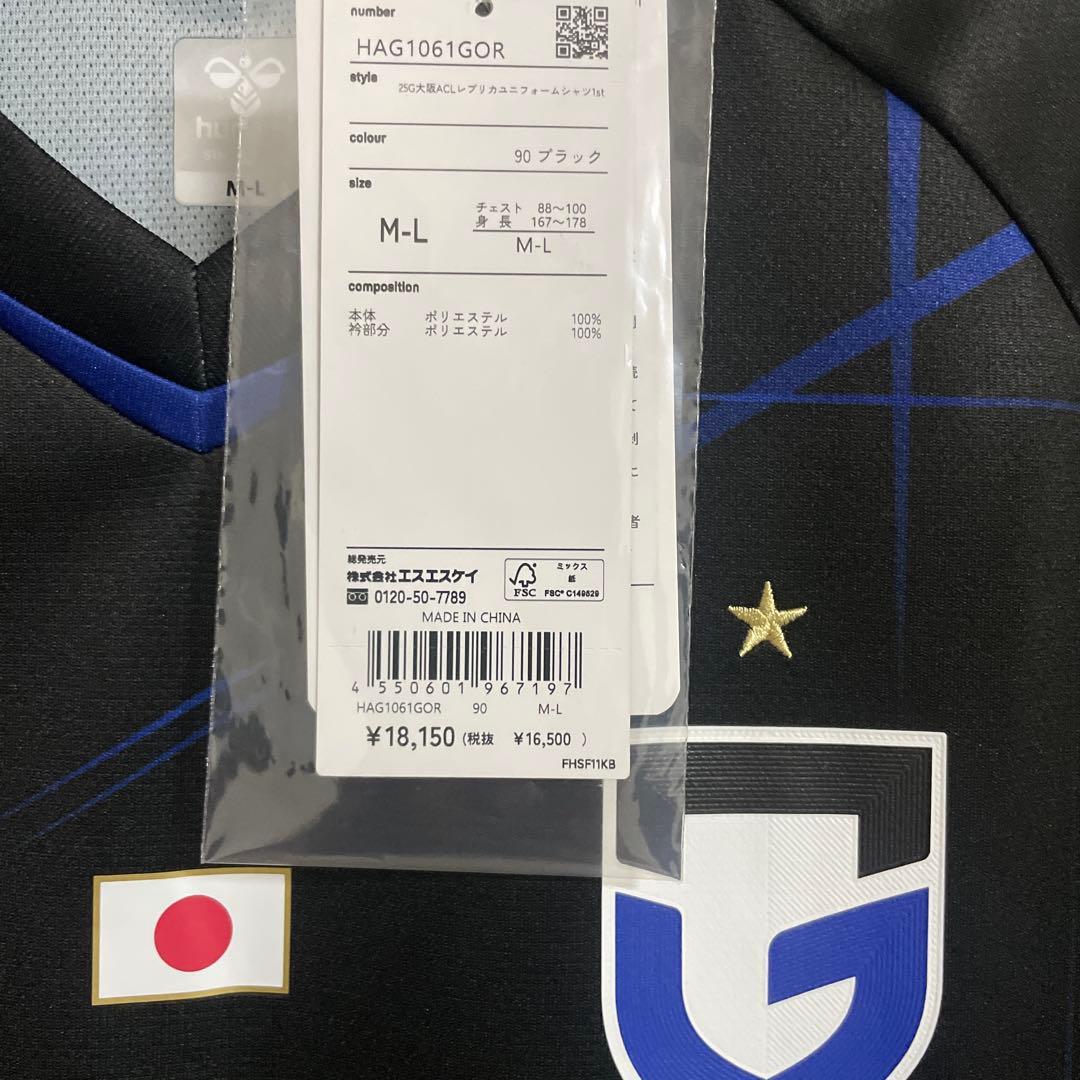 number
HAG1061GOR
style
25G大阪ACLレプリカユニフォームシャツ1st
colour
90 ブラック
size
M-L
チェスト 88～100
身 長 167～178
M-L
composition
本体 ポリエステル 100%
衿部分 ポリエステル 100%
総発売元
株式会社エスエスケイ
0120-50-7789
MADE IN CHINA
FSC
ミックス
紙
FSC® C149529
4 550601 967197
HAG1061GOR 90 M-L
￥18,150 (税抜 ￥16,500 )
FHSF11KB
M-L
に
者